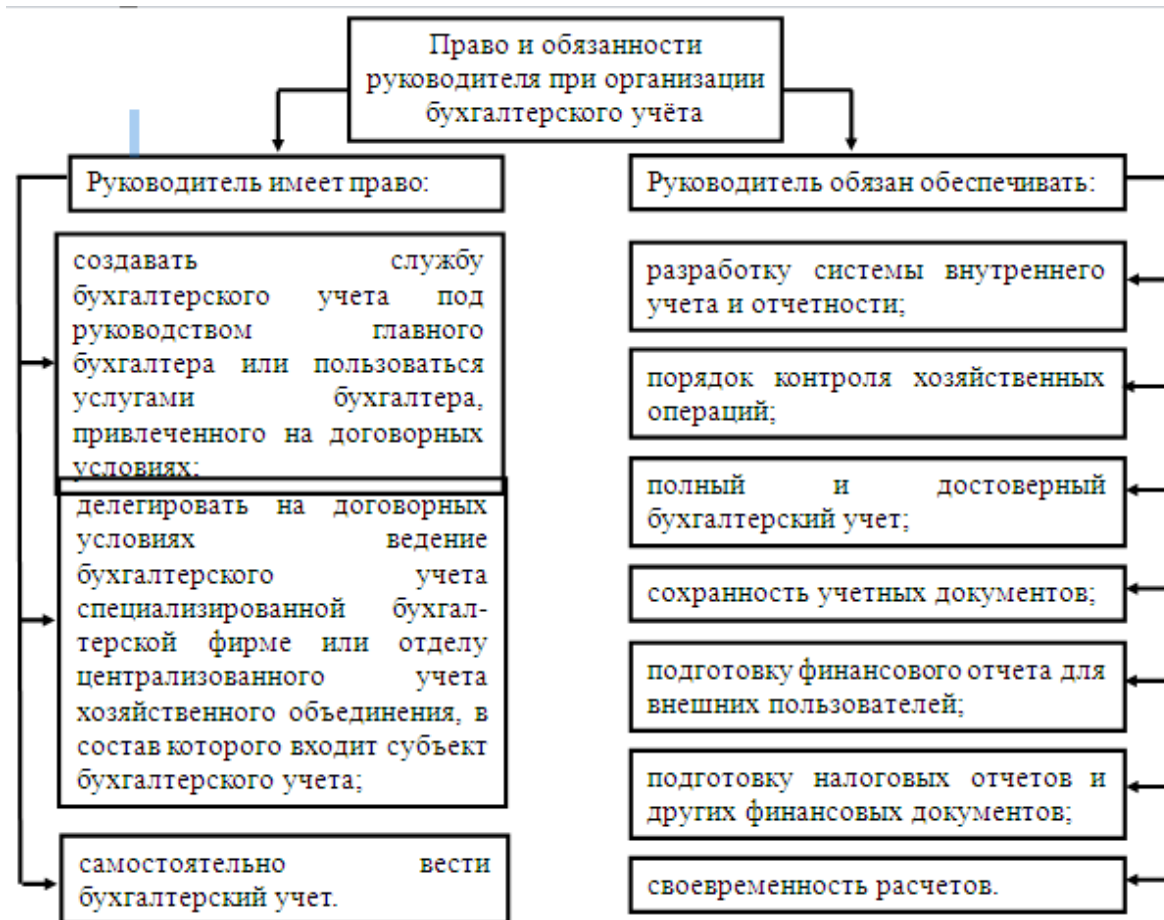 Право и обязанности
руководителя при организации
бухгалтерского учёта
Руководитель имеет право:
создавать службу
бухгалтерского учета под
руководством главного
бухгалтера или пользоваться
услугами бухгалтера,
привлеченного на договорных
условиях;
делегировать на договорных
условиях ведение
бухгалтерского учета
специализированной бухгал-
терской фирме или отделу
централизованного учета
хозяйственного объединения, в
состав которого входит субъект
бухгалтерского учета;
самостоятельно вести
бухгалтерский учет.
Руководитель обязан обеспечивать:
разработку системы внутреннего
учета и отчетности;
порядок контроля хозяйственных
операций;
полный и достоверный
бухгалтерский учет;
сохранность учетных документов;
подготовку финансового отчета для
внешних пользователей;
подготовку налоговых отчетов и
других финансовых документов;
своевременность расчетов.